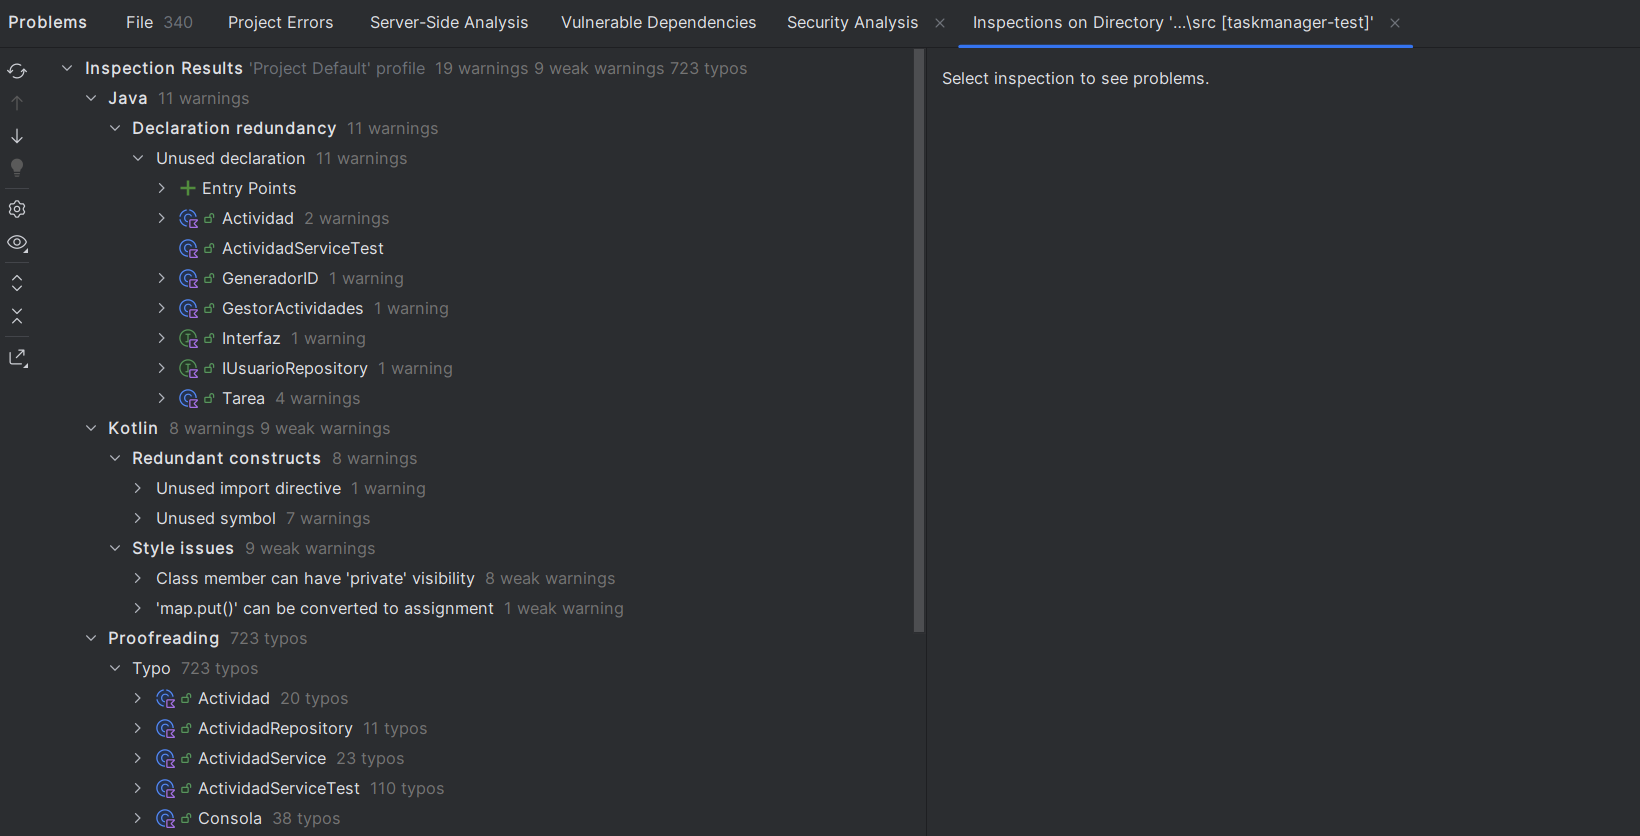 Problems File 340 Project Errors Server-Side Analysis Vulnerable Dependencies Security Analysis Inspections on Directory '...\src [taskmanager-test]'
Inspection Results 'Project Default' profile 19 warnings 9 weak warnings 723 typos
Select inspection to see problems.
Java 11 warnings
Declaration redundancy 11 warnings
Unused declaration 11 warnings
Entry Points
Actividad 2 warnings
ActividadServiceTest
GeneradorID 1 warning
GestorActividades 1 warning
Interfaz 1 warning
IUsuarioRepository 1 warning
Tarea 4 warnings
Kotlin 8 warnings 9 weak warnings
Redundant constructs 8 warnings
Unused import directive 1 warning
Unused symbol 7 warnings
Style issues 9 weak warnings
Class member can have 'private' visibility 8 weak warnings
'map.put()' can be converted to assignment 1 weak warning
Proofreading 723 typos
Typo 723 typos
Actividad 20 typos
ActividadRepository 11 typos
ActividadService 23 typos
ActividadServiceTest 110 typos
Consola 38 typos